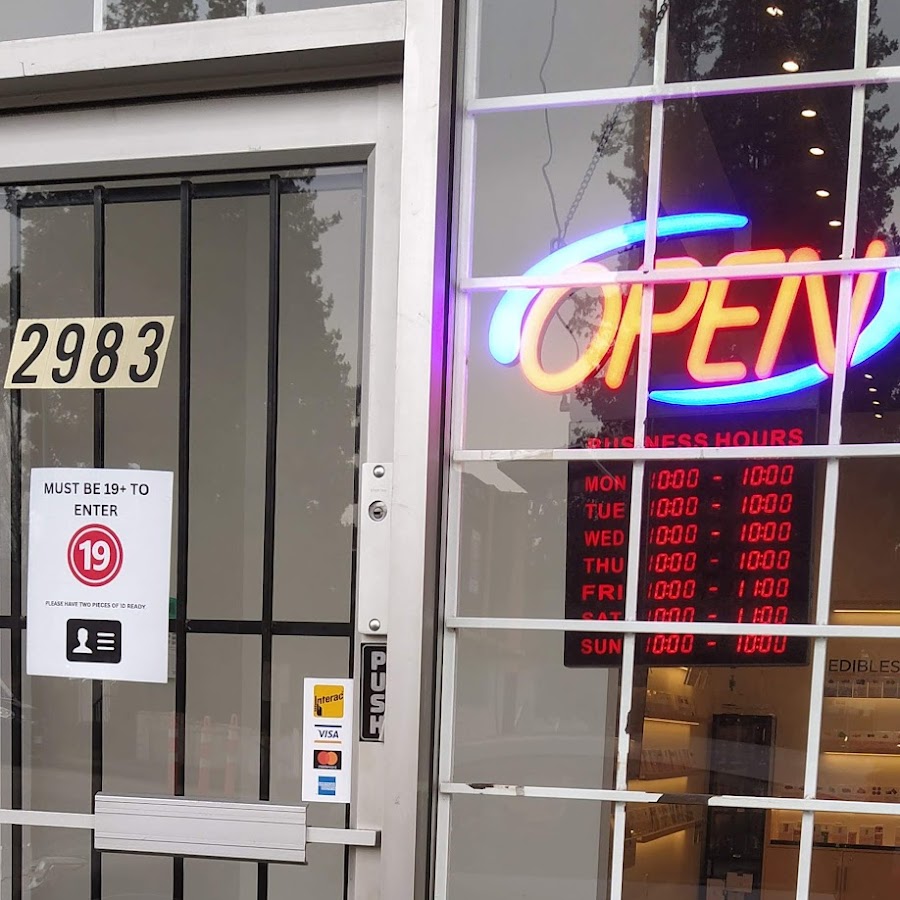 2983
MUST BE 19+ TO
ENTER
19
PLEASE HAVE TWO PIECES OF ID READY
PUSH
Interac
VISA
OPEN
BUSINESS HOURS
MON 10:00 - 10:00
TUE 10:00 - 10:00
WED 10:00 - 10:00
THU 10:00 - 10:00
FRI 10:00 - 11:00
SAT 10:00 - 11:00
SUN 10:00 - 10:00
EDIBLES